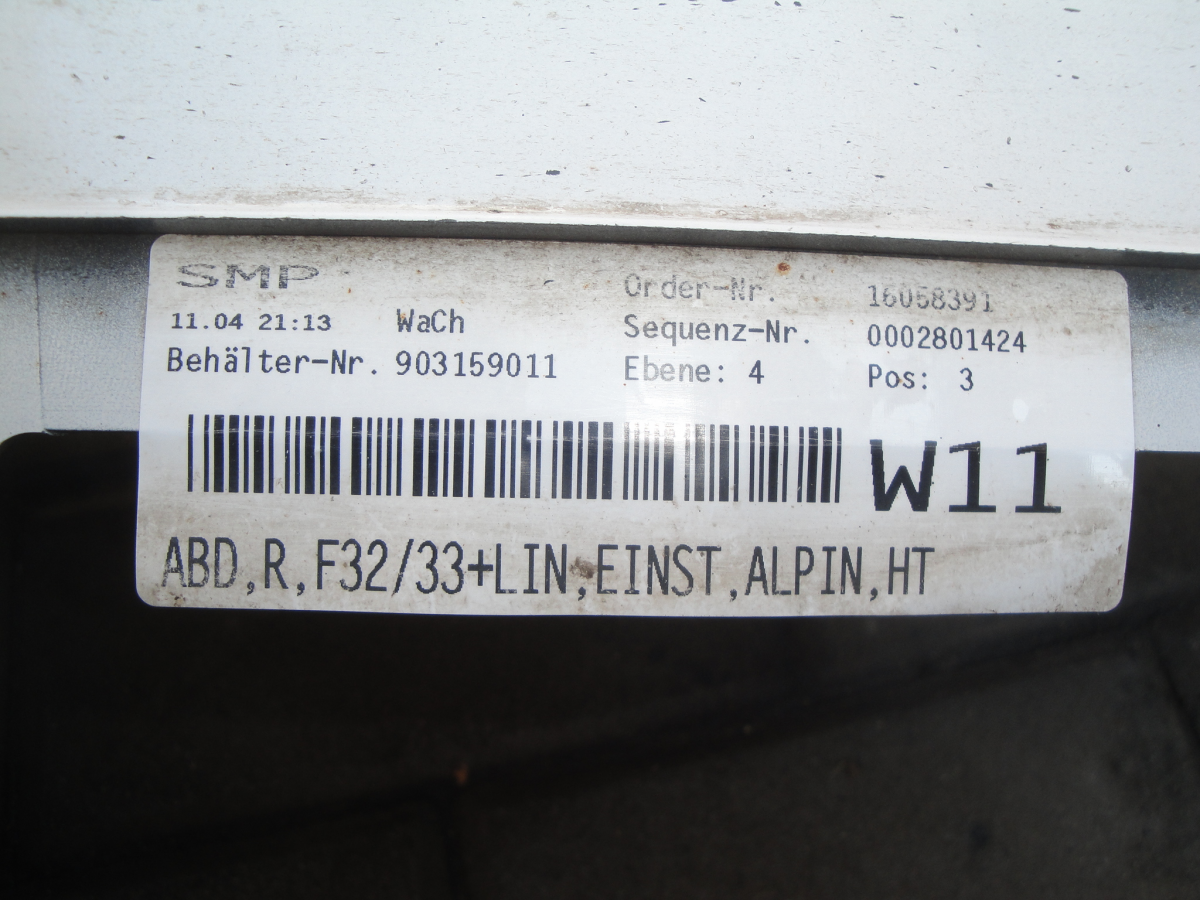 SMP Order-Nr. 16058391
11.04 21:13 WaCh Sequenz-Nr. 0002801424
Behälter-Nr. 903159011 Ebene: 4 Pos: 3
W11
ABD,R,F32/33+LIN,EINST,ALPIN,HT